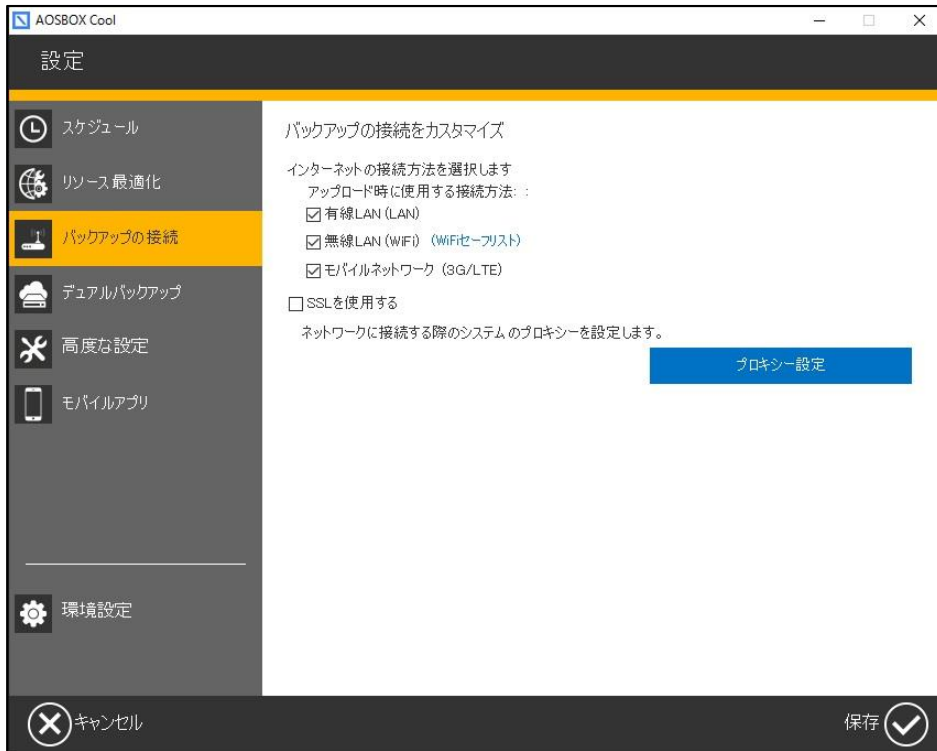 AOSBOX Cool
設定
スケジュール
リソース最適化
バックアップの接続
デュアルバックアップ
高度な設定
モバイルアプリ
環境設定
バックアップの接続をカスタマイズ
インターネットの接続方法を選択します
アップロード時に使用する接続方法: :
有線LAN (LAN)
無線LAN (WiFi) (WiFiセーフリスト)
モバイルネットワーク (3G/LTE)
SSLを使用する
ネットワークに接続する際のシステムのプロキシーを設定します。
プロキシー設定
キャンセル
保存